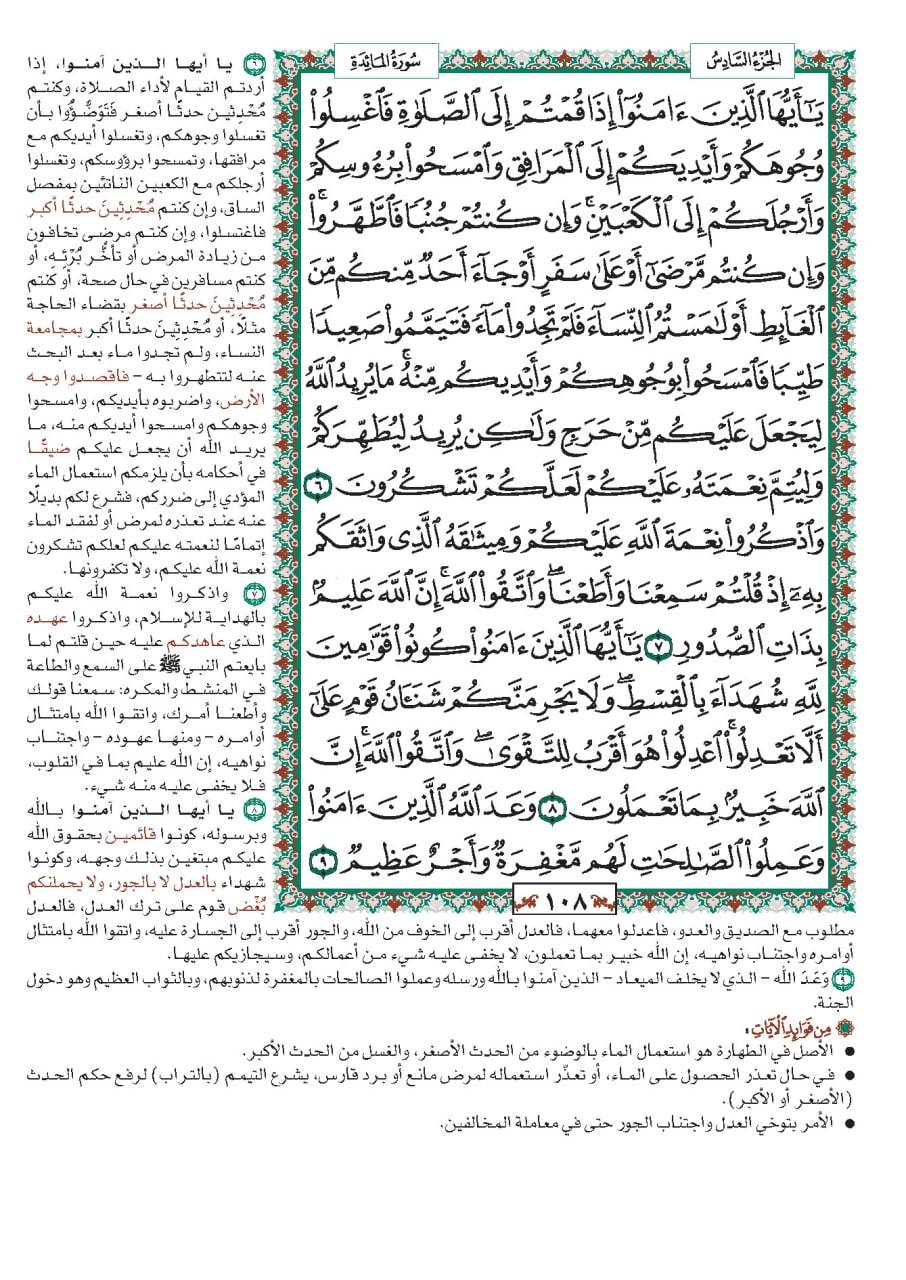 الجُزْءُ السَّادِسُ
سُورَةُ المَائِدَةِ
يَٰٓأَيُّهَا ٱلَّذِينَ ءَامَنُوٓاْ إِذَا قُمۡتُمۡ إِلَى ٱلصَّلَوٰةِ فَٱغۡسِلُواْ
وُجُوهَكُمۡ وَأَيۡدِيَكُمۡ إِلَى ٱلۡمَرَافِقِ وَٱمۡسَحُواْ بِرُءُوسِكُمۡ
وَأَرۡجُلَكُمۡ إِلَى ٱلۡكَعۡبَيۡنِۚ وَإِن كُنتُمۡ جُنُبٗا فَٱطَّهَّرُواْۚ
وَإِن كُنتُم مَّرۡضَىٰٓ أَوۡ عَلَىٰ سَفَرٍ أَوۡ جَآءَ أَحَدٞ مِّنكُم مِّنَ
ٱلۡغَآئِطِ أَوۡ لَٰمَسۡتُمُ ٱلنِّسَآءَ فَلَمۡ تَجِدُواْ مَآءٗ فَتَيَمَّمُواْ صَعِيدٗا
طَيِّبٗا فَٱمۡسَحُواْ بِوُجُوهِكُمۡ وَأَيۡدِيكُم مِّنۡهُۚ مَا يُرِيدُ ٱللَّهُ
لِيَجۡعَلَ عَلَيۡكُم مِّنۡ حَرَجٖ وَلَٰكِن يُرِيدُ لِيُطَهِّرَكُمۡ
وَلِيُتِمَّ نِعۡمَتَهُۥ عَلَيۡكُمۡ لَعَلَّكُمۡ تَشۡكُرُونَ ٦
وَٱذۡكُرُواْ نِعۡمَةَ ٱللَّهِ عَلَيۡكُمۡ وَمِيثَٰقَهُ ٱلَّذِي وَاثَقَكُم
بِهِۦٓ إِذۡ قُلۡتُمۡ سَمِعۡنَا وَأَطَعۡنَاۖ وَٱتَّقُواْ ٱللَّهَۚ إِنَّ ٱللَّهَ عَلِيمُۢ
بِذَاتِ ٱلصُّدُورِ ٧ يَٰٓأَيُّهَا ٱلَّذِينَ ءَامَنُواْ كُونُواْ قَوَّٰمِينَ
لِلَّهِ شُهَدَآءَ بِٱلۡقِسۡطِۖ وَلَا يَجۡرِمَنَّكُمۡ شَنَـَٔانُ قَوۡمٍ عَلَىٰٓ
أَلَّا تَعۡدِلُواْۚ ٱعۡدِلُواْ هُوَ أَقۡرَبُ لِلتَّقۡوَىٰۖ وَٱتَّقُواْ ٱللَّهَۚ إِنَّ
ٱللَّهَ خَبِيرُۢ بِمَا تَعۡمَلُونَ ٨ وَعَدَ ٱللَّهُ ٱلَّذِينَ ءَامَنُواْ
وَعَمِلُواْ ٱلصَّٰلِحَٰتِ لَهُم مَّغۡفِرَةٞ وَأَجۡرٌ عَظِيمٞ ٩
١٠٨
٦ يا أيها الذين آمنوا، إذا
أردتم القيام لأداء الصلاة، وكنتم
مُحْدِثين حدثًا أصغر فَتَوَضَّؤُوا بأن
تغسلوا وجوهكم، وتغسلوا أيديكم مع
مرافقها، وتمسحوا برؤوسكم، وتغسلوا
أرجلكم مع الكعبين الناتئين بمفصل
الساق، وإن كنتم مُحْدِثِينَ حدثًا أكبر
فاغتسلوا، وإن كنتم مرضى تخافون
من زيادة المرض أو تأخُّر بُرْئِه، أو
كنتم مسافرين في حال صحة، أو كنتم
مُحْدِثِينَ حدثًا أصغر بقضاء الحاجة
مثلًا، أو مُحْدِثِينَ حدثًا أكبر بمجامعة
النساء، ولم تجدوا ماء بعد البحث
عنه لتتطهروا به - فاقصدوا وجه
الأرض، واضربوه بأيديكم، وامسحوا
وجوهكم وامسحوا أيديكم منه، ما
يريد الله أن يجعل عليكم ضيقًا
في أحكامه بأن يلزمكم استعمال الماء
المؤدي إلى ضرركم، فشرع لكم بديلًا
عنه عند تعذره لمرض أو لفقد الماء
إتمامًا لنعمته عليكم لعلكم تشكرون
نعمة الله عليكم، ولا تكفرونها.
٧ واذكروا نعمة الله عليكم
بالهداية للإسلام، واذكروا عهده
الذي عاهدكم عليه حين قلتم لما
بايعتم النبي ﷺ على السمع والطاعة
في المنشط والمكره: سمعنا قولك
وأطعنا أمرك، واتقوا الله بامتثال
أوامره - ومنها عهوده - واجتناب
نواهيه، إن الله عليم بما في القلوب،
فلا يخفى عليه منه شيء.
٨ يا أيها الذين آمنوا بالله
وبرسوله، كونوا قائمين بحقوق الله
عليكم مبتغين بذلك وجهه، وكونوا
شهداء بالعدل لا بالجور، ولا يحملنكم
بُغْض قوم على ترك العدل، فالعدل
مطلوب مع الصديق والعدو، فاعدلوا معهما، فالعدل أقرب إلى الخوف من الله، والجور أقرب إلى الجسارة عليه، واتقوا الله بامتثال
أوامره واجتناب نواهيه، إن الله خبير بما تعملون، لا يخفى عليه شيء من أعمالكم، وسيجازيكم عليها.
٩ وَعَدَ الله - الذي لا يخلف الميعاد - الذين آمنوا بالله ورسله وعملوا الصالحات بالمغفرة لذنوبهم، وبالثواب العظيم وهو دخول
الجنة.
مِن فَوَائِدِ الْآيَاتِ:
● الأصل في الطهارة هو استعمال الماء بالوضوء من الحدث الأصغر، والغسل من الحدث الأكبر.
● في حال تعذر الحصول على الماء، أو تعذّر استعماله لمرض مانع أو برد قارس، يشرع التيمم (بالتراب) لرفع حكم الحدث
(الأصغر أو الأكبر).
● الأمر بتوخي العدل واجتناب الجور حتى في معاملة المخالفين.